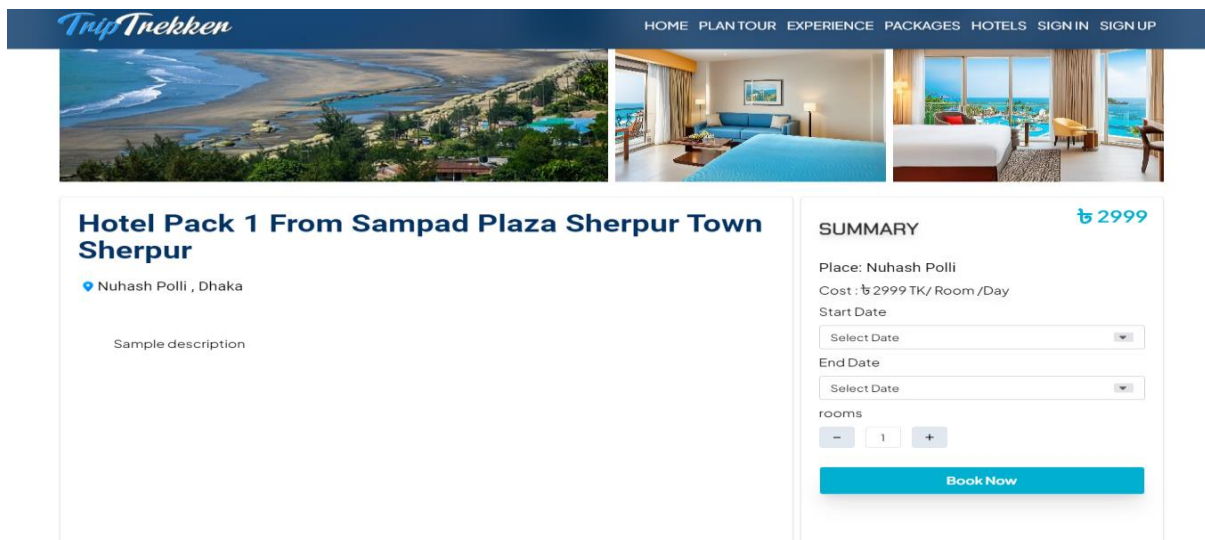 TripTrekker
HOME PLAN TOUR EXPERIENCE PACKAGES HOTELS SIGN IN SIGN UP
Hotel Pack 1 From Sampad Plaza Sherpur Town
Sherpur
Nuhash Polli , Dhaka
Sample description
৳ 2999
SUMMARY
Place: Nuhash Polli
Cost : ৳ 2999 TK/ Room /Day
Start Date
Select Date
End Date
Select Date
rooms
- 1 +
Book Now